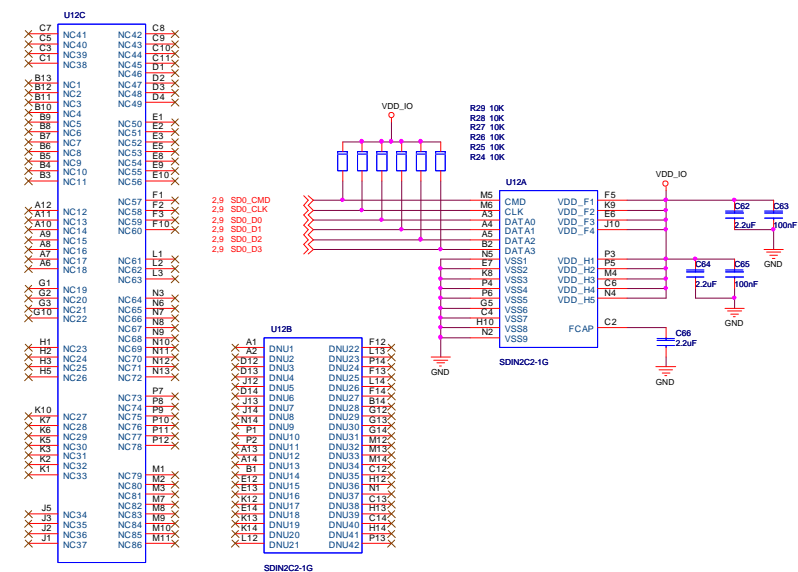 U12C
C7 NC41
C5 NC40
C3 NC39
C1 NC38
B13 NC1
B12 NC2
B11 NC3
B10 NC4
B9 NC5
B8 NC6
B7 NC7
B6 NC8
B5 NC9
B4 NC10
B3 NC11
A12 NC12
A11 NC13
A10 NC14
A9 NC15
A8 NC16
A7 NC17
A6 NC18
G1 NC19
G2 NC20
G3 NC21
G10 NC22
H1 NC23
H2 NC24
H3 NC25
H5 NC26
K10 NC27
K7 NC28
K6 NC29
K5 NC30
K3 NC31
K2 NC32
K1 NC33
J5 NC34
J3 NC35
J2 NC36
J1 NC37
NC42 C8
NC43 C9
NC44 C10
NC45 C11
NC46 D1
NC47 D2
NC48 D3
NC49 D4
NC50 E1
NC51 E2
NC52 E3
NC53 E5
NC54 E8
NC55 E9
NC56 E10
NC57 F1
NC58 F2
NC59 F3
NC60 F10
NC61 L1
NC62 L2
NC63 L3
NC64 N3
NC65 N6
NC66 N7
NC67 N8
NC68 N9
NC69 N10
NC70 N11
NC71 N12
NC72 N13
NC73 P7
NC74 P8
NC75 P9
NC76 P10
NC77 P11
NC78 P12
NC79 M1
NC80 M2
NC81 M3
NC82 M7
NC83 M8
NC84 M9
NC85 M10
NC86 M11
VDD_IO
R29 10K
R28 10K
R27 10K
R26 10K
R25 10K
R24 10K
2,9 SD0_CMD
2,9 SD0_CLK
2,9 SD0_D0
2,9 SD0_D1
2,9 SD0_D2
2,9 SD0_D3
GND
U12A
M5 CMD
M6 CLK
A3 DATA0
A4 DATA1
A5 DATA2
B2 DATA3
N5 VSS1
E7 VSS2
K8 VSS3
P4 VSS4
P6 VSS5
G5 VSS6
C4 VSS7
H10 VSS8
N2 VSS9
VDD_F1 F5
VDD_F2 K9
VDD_F3 E6
VDD_F4 J10
VDD_H1 P3
VDD_H2 P5
VDD_H3 M4
VDD_H4 C6
VDD_H5 N4
FCAP C2
SDIN2C2-1G
VDD_IO
C62
2.2uF
C63
100nF
GND
C64
2.2uF
C65
100nF
GND
C66
2.2uF
GND
U12B
A1 DNU1
A2 DNU2
D12 DNU3
D13 DNU4
J12 DNU5
D14 DNU6
J13 DNU7
J14 DNU8
N14 DNU9
P1 DNU10
P2 DNU11
A13 DNU12
A14 DNU13
B1 DNU14
E12 DNU15
E13 DNU16
K12 DNU17
E14 DNU18
K13 DNU19
K14 DNU20
L12 DNU21
DNU22 F12
DNU23 L13
DNU24 P14
DNU25 F13
DNU26 L14
DNU27 F14
DNU28 B14
DNU29 G12
DNU30 G13
DNU31 G14
DNU32 M12
DNU33 M13
DNU34 M14
DNU35 C12
DNU36 H12
DNU37 N1
DNU38 C13
DNU39 H13
DNU40 C14
DNU41 H14
DNU42 P13
SDIN2C2-1G